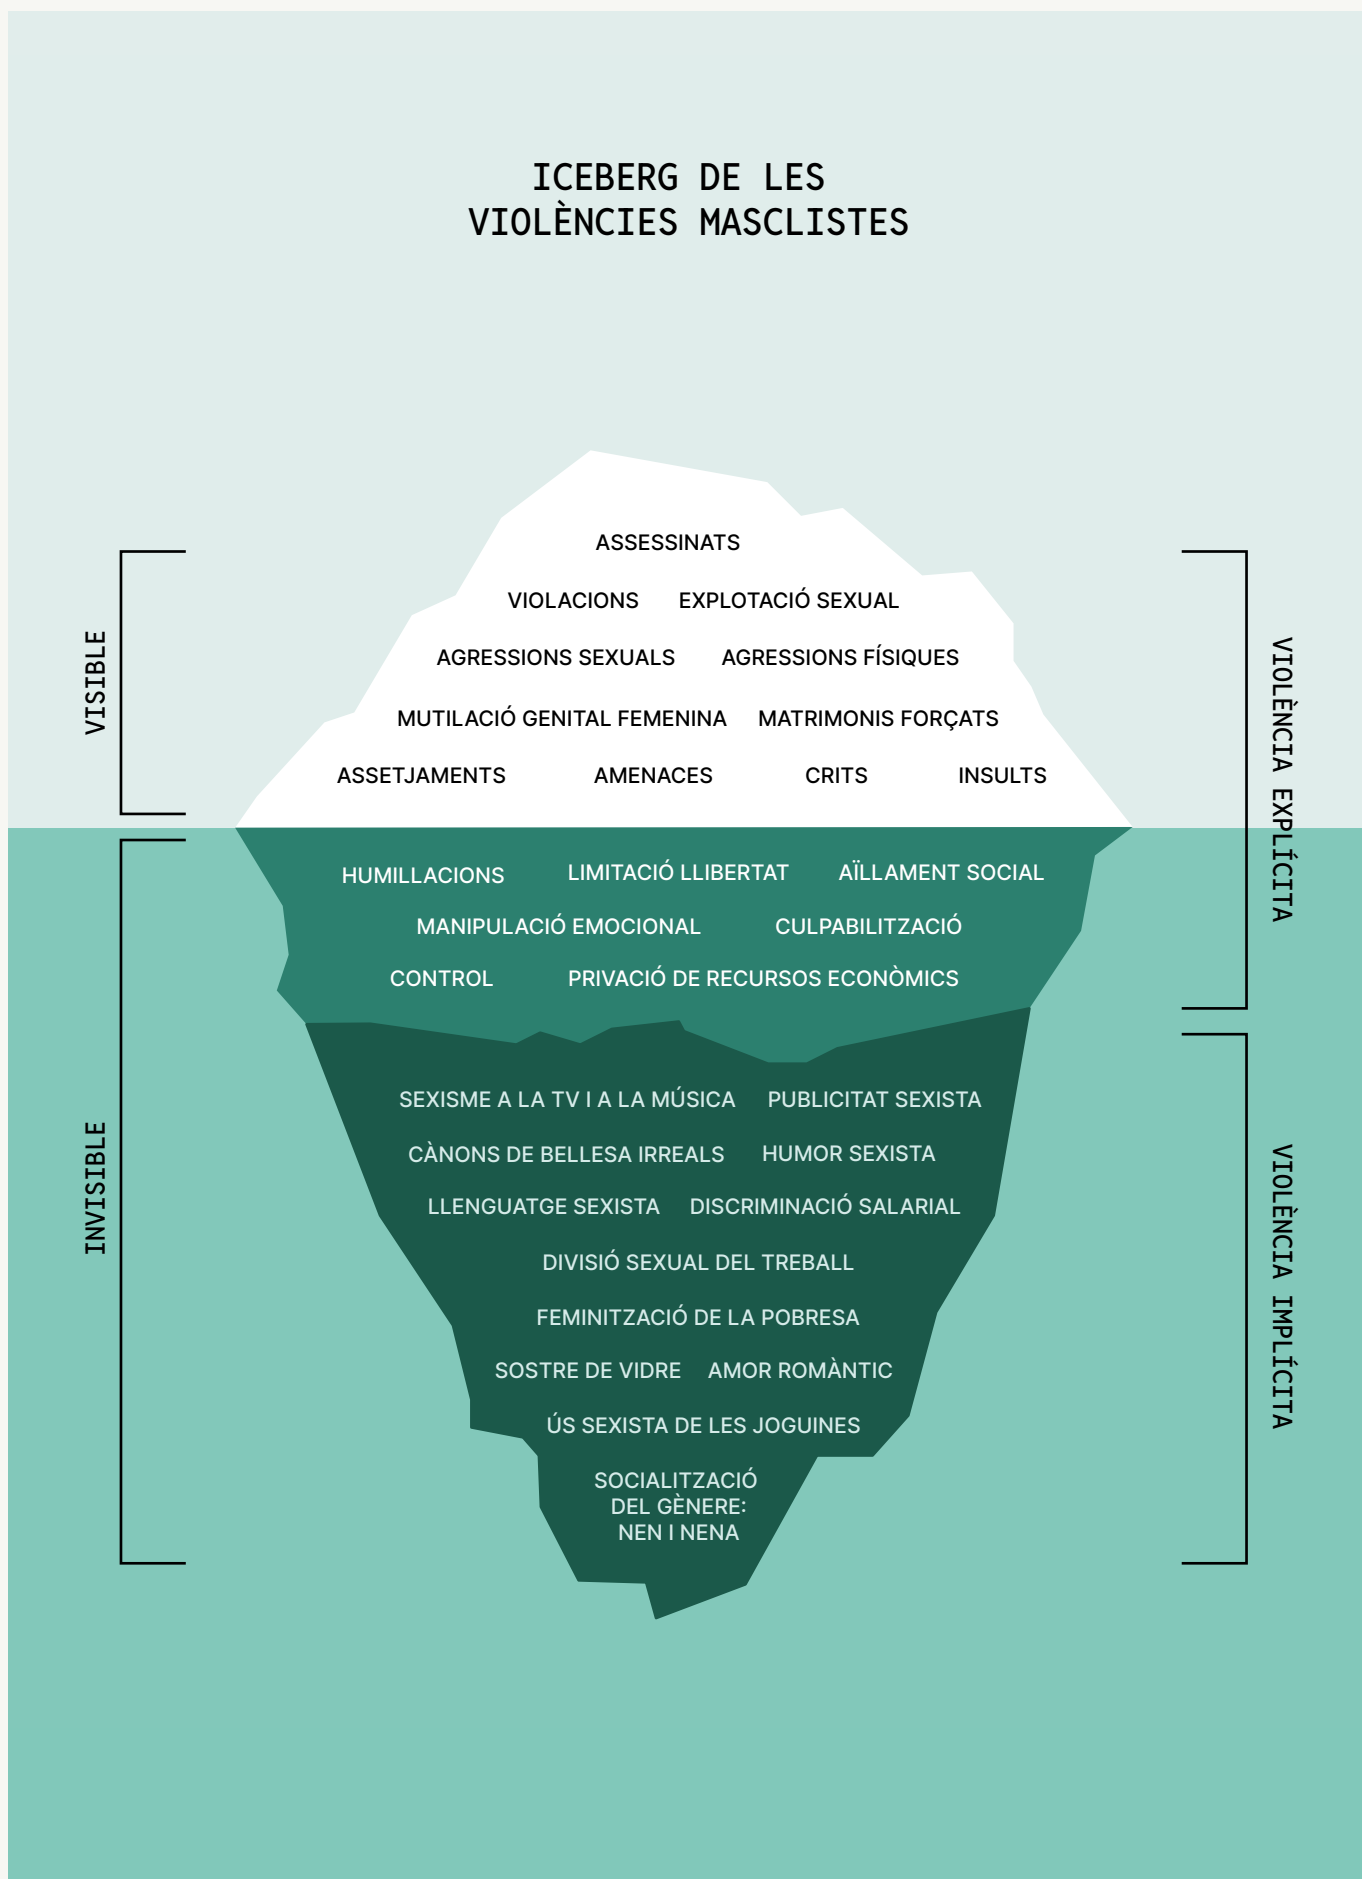 ICEBERG DE LES
VIOLÈNCIES MASCLISTES
VISIBLE
VIOLÈNCIA EXPLÍCITA
ASSESSINATS
VIOLACIONS EXPLOTACIÓ SEXUAL
AGRESSIONS SEXUALS AGRESSIONS FÍSIQUES
MUTILACIÓ GENITAL FEMENINA MATRIMONIS FORÇATS
ASSETJAMENTS AMENACES CRITS INSULTS
HUMILLACIONS LIMITACIÓ LLIBERTAT AÏLLAMENT SOCIAL
MANIPULACIÓ EMOCIONAL CULPABILITZACIÓ
CONTROL PRIVACIÓ DE RECURSOS ECONÒMICS
INVISIBLE
VIOLÈNCIA IMPLÍCITA
SEXISME A LA TV I A LA MÚSICA PUBLICITAT SEXISTA
CÀNONS DE BELLESA IRREALS HUMOR SEXISTA
LLENGUATGE SEXISTA DISCRIMINACIÓ SALARIAL
DIVISIÓ SEXUAL DEL TREBALL
FEMINITZACIÓ DE LA POBRESA
SOSTRE DE VIDRE AMOR ROMÀNTIC
ÚS SEXISTA DE LES JOGUINES
SOCIALITZACIÓ
DEL GÈNERE:
NEN I NENA